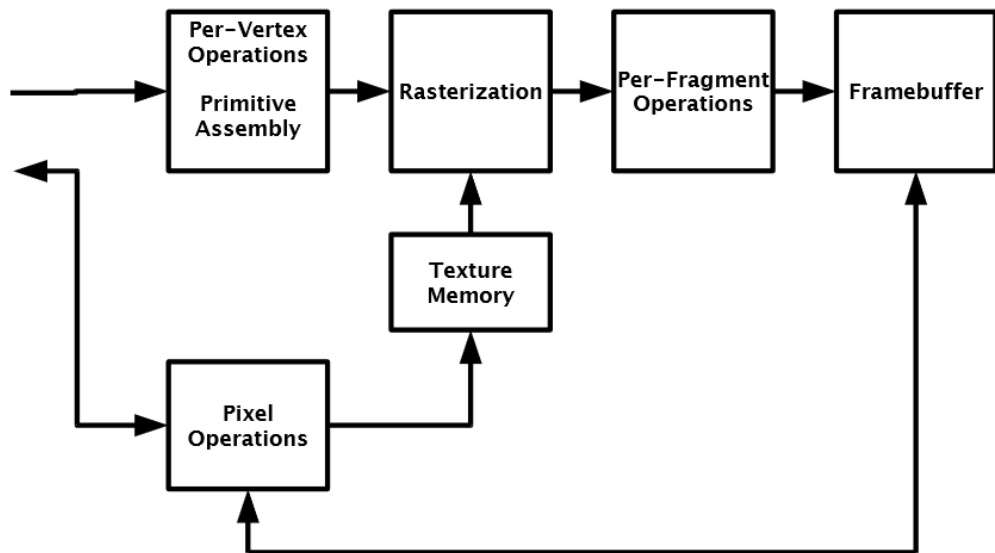 Per-Vertex
Operations
Primitive
Assembly
Rasterization
Per-Fragment
Operations
Framebuffer
Texture
Memory
Pixel
Operations